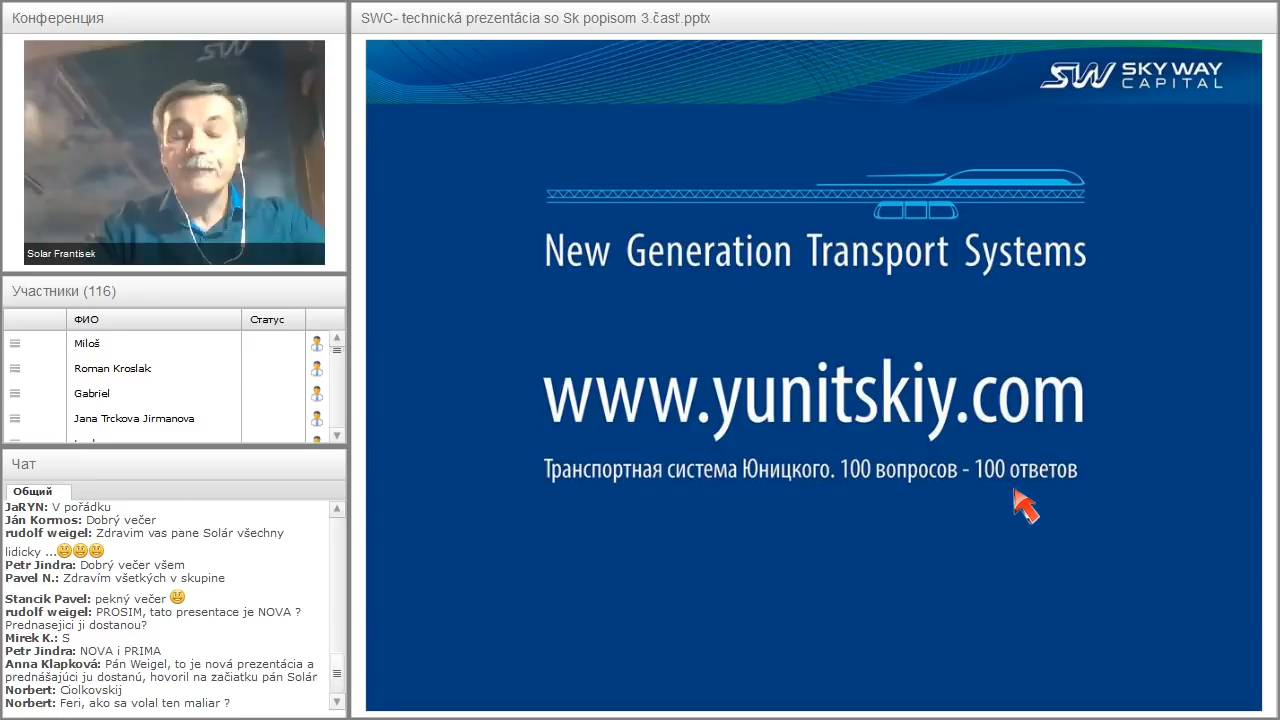 Конференция
Solar Frantisek
Участники (116)
ФИО
Статус
Miloš
Roman Kroslak
Gabriel
Jana Trckova Jirmanova
Чат
Общий
JaRYN: V pořádku
Ján Kormoš: Dobrý večer
rudolf weigel: Zdravim vas pane Solár všechny
lidicky ...
Petr Jindra: Dobrý večer všem
Pavel N.: Zdravím všetkých v skupine
Stancik Pavel: pekný večer
rudolf weigel: PROSIM, tato presentace je NOVA ?
Prednasejici ji dostanou?
Mirek K.: S
Petr Jindra: NOVA i PRIMA
Anna Klapková: Pán Weigel, to je nová prezentácia a
prednášajúci ju dostanú, hovoril na začiatku pán Solár
Norbert: Ciolkovskij
Norbert: Feri, ako sa volal ten maliar ?
SWC- technická prezentácia so Sk popisom 3.časť.pptx
SW SKY WAY
CAPITAL
New Generation Transport Systems
www.yunitskiy.com
Транспортная система Юницкого. 100 вопросов - 100 ответов